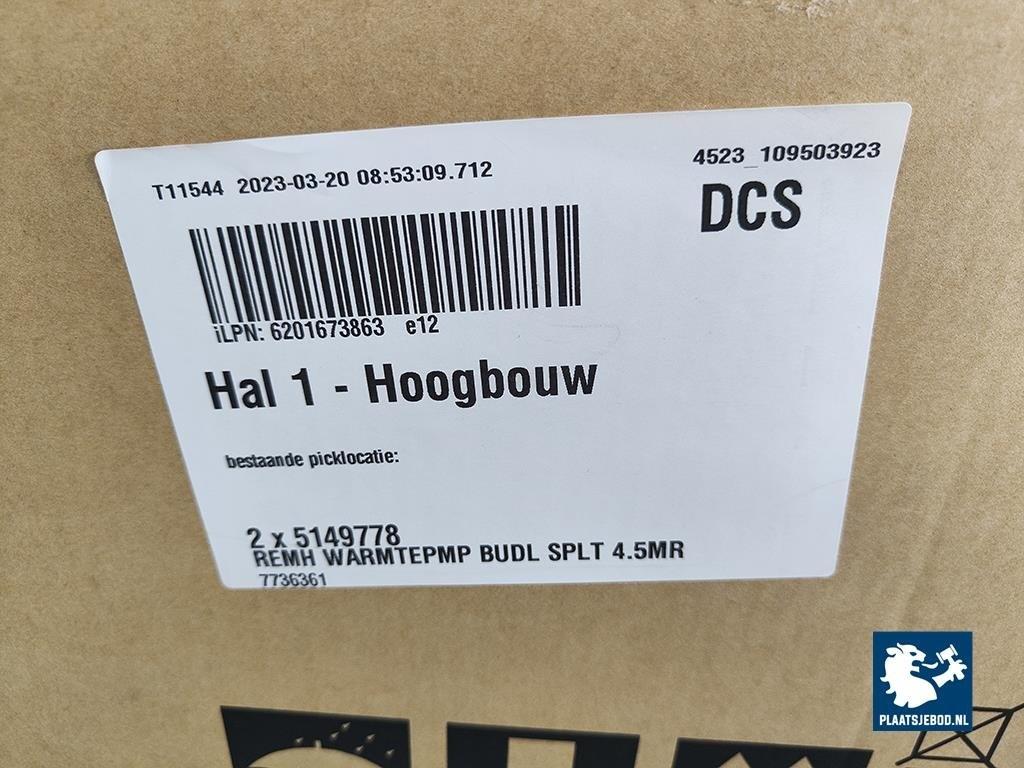 T11544 2023-03-20 08:53:09.712
4523_109503923
DCS
iLPN: 6201673863 e12
Hal 1 - Hoogbouw
bestaande picklocatie:
2 x 5149778
REMH WARMTEPMP BUDL SPLT 4.5MR
7736361
PLAATSJEBOD.NL